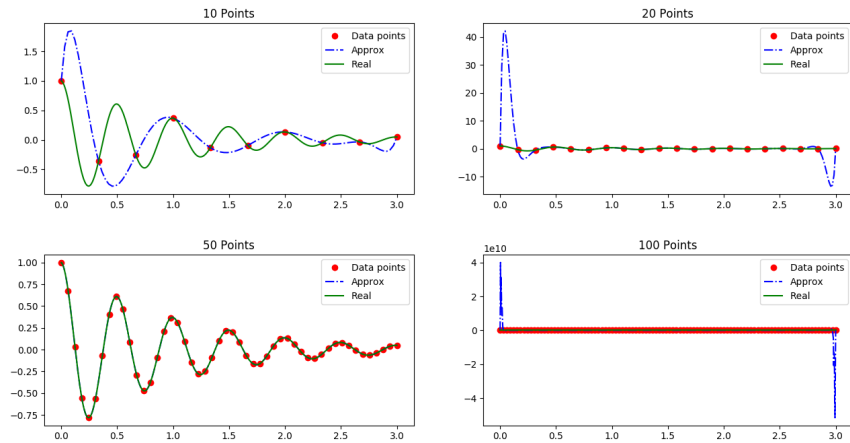 10 Points
Data points
Approx
Real
1.5
1.0
0.5
0.0
−0.5
0.0 0.5 1.0 1.5 2.0 2.5 3.0
20 Points
Data points
Approx
Real
40
30
20
10
0
−10
0.0 0.5 1.0 1.5 2.0 2.5 3.0
50 Points
Data points
Approx
Real
1.00
0.75
0.50
0.25
0.00
−0.25
−0.50
−0.75
0.0 0.5 1.0 1.5 2.0 2.5 3.0
100 Points
1e10
Data points
Approx
Real
4
2
0
−2
−4
0.0 0.5 1.0 1.5 2.0 2.5 3.0